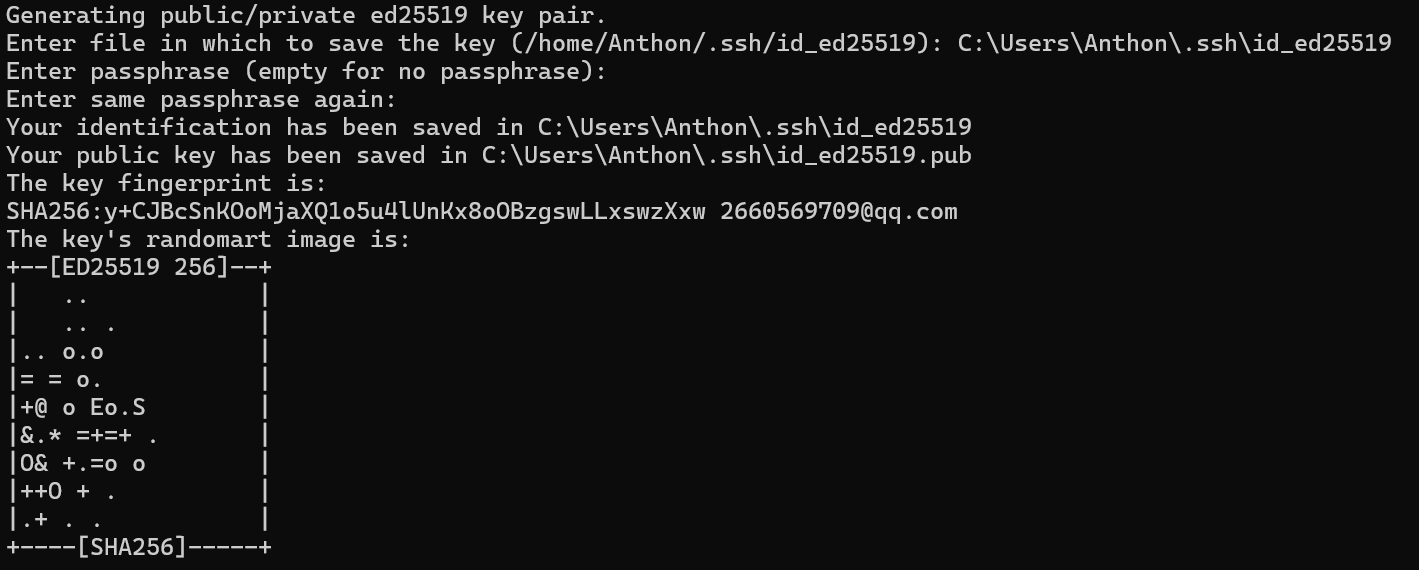 Generating public/private ed25519 key pair.
Enter file in which to save the key (/home/Anthon/.ssh/id_ed25519): C:\Users\Anthon\.ssh\id_ed25519
Enter passphrase (empty for no passphrase):
Enter same passphrase again:
Your identification has been saved in C:\Users\Anthon\.ssh\id_ed25519
Your public key has been saved in C:\Users\Anthon\.ssh\id_ed25519.pub
The key fingerprint is:
SHA256:y+CJBcSnKOoMjaXQ1o5u4lUnKx8oOBzgswLLxswzXxw 2660569709@qq.com
The key's randomart image is:
+--[ED25519 256]--+
|   ..            |
|   .. .          |
|.. o.o           |
|= = o.           |
|+@ o Eo.S        |
|&.* =+=+ .       |
|O& +.=o o        |
|++O + .          |
|.+ . .           |
+----[SHA256]-----+